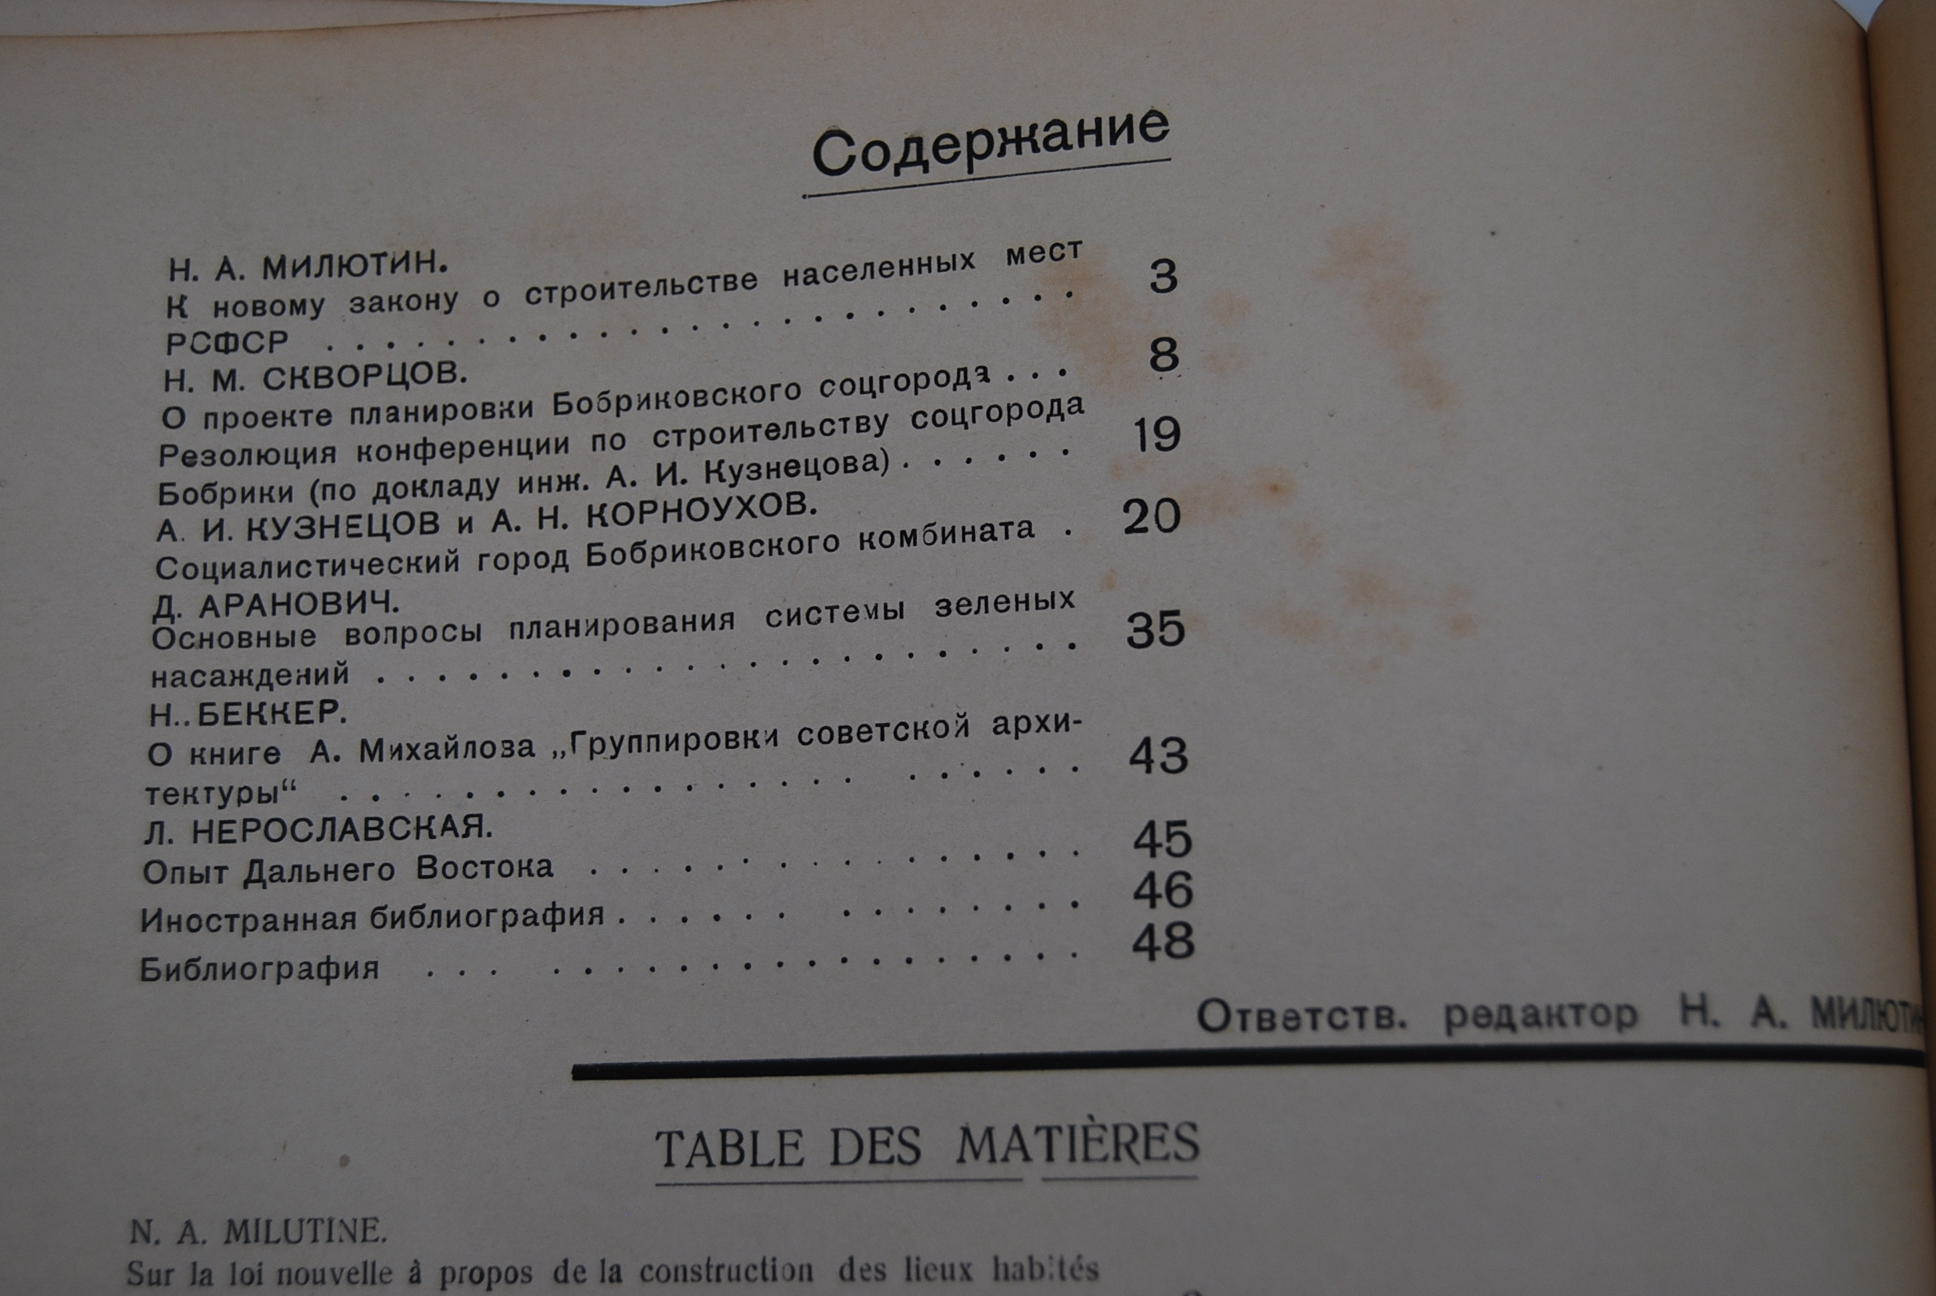 Содержание
Н. А. МИЛЮТИН.
К новому закону о строительстве населенных мест
РСФСР . . . . . . . . . . . . . . . . . . . . . . . . 3
Н. М. СКВОРЦОВ.
О проекте планировки Бобриковского соцгорода . . . 8
Резолюция конференции по строительству соцгорода
Бобрики (по докладу инж. А. И. Кузнецова) . . . . . . 19
А. И. КУЗНЕЦОВ и А. Н. КОРНОУХОВ.
Социалистический город Бобриковского комбината . 20
Д. АРАНОВИЧ.
Основные вопросы планирования системы зеленых
насаждений . . . . . . . . . . . . . . . . . . . . . . . 35
Н.. БЕККЕР.
О книге А. Михайлоза „Группировки советской архи-
тектуры“ . . . . . . . . . . . . . . . . . . . . . . . 43
Л. НЕРОСЛАВСКАЯ.
Опыт Дальнего Востока . . . . . . . . . . . . . . . . 45
Иностранная библиография . . . . . . . . . . . . . . 46
Библиография . . . . . . . . . . . . . . . . . . . . 48
Ответств. редактор Н. А. МИЛЮТИН
TABLE DES MATIÈRES
N. A. MILUTINE.
Sur la loi nouvelle à propos de la construction des lieux habités